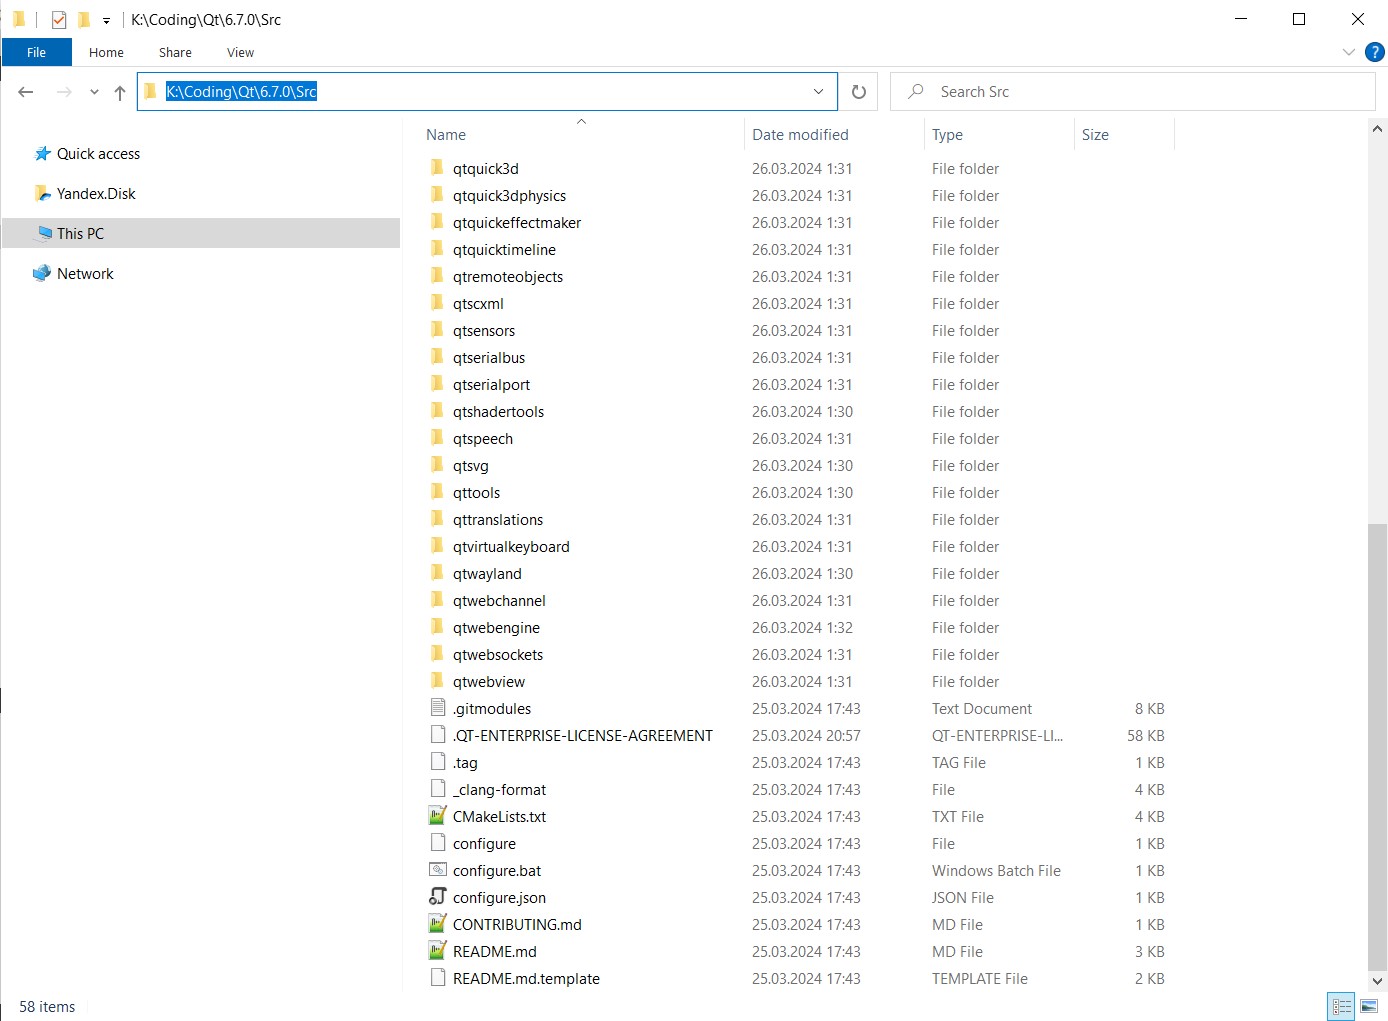 K:\Coding\Qt\6.7.0\Src
File Home Share View
K:\Coding\Qt\6.7.0\Src Search Src
Name Date modified Type Size
Quick access
Yandex.Disk
This PC
Network
qtquick3d 26.03.2024 1:31 File folder
qtquick3dphysics 26.03.2024 1:31 File folder
qtquickeffectmaker 26.03.2024 1:31 File folder
qtquicktimeline 26.03.2024 1:31 File folder
qtremoteobjects 26.03.2024 1:31 File folder
qtscxml 26.03.2024 1:31 File folder
qtsensors 26.03.2024 1:31 File folder
qtserialbus 26.03.2024 1:31 File folder
qtserialport 26.03.2024 1:31 File folder
qtshadertools 26.03.2024 1:30 File folder
qtspeech 26.03.2024 1:31 File folder
qtsvg 26.03.2024 1:30 File folder
qttools 26.03.2024 1:30 File folder
qttranslations 26.03.2024 1:31 File folder
qtvirtualkeyboard 26.03.2024 1:31 File folder
qtwayland 26.03.2024 1:30 File folder
qtwebchannel 26.03.2024 1:31 File folder
qtwebengine 26.03.2024 1:32 File folder
qtwebsockets 26.03.2024 1:31 File folder
qtwebview 26.03.2024 1:31 File folder
.gitmodules 25.03.2024 17:43 Text Document 8 KB
.QT-ENTERPRISE-LICENSE-AGREEMENT 25.03.2024 20:57 QT-ENTERPRISE-LI... 58 KB
.tag 25.03.2024 17:43 TAG File 1 KB
_clang-format 25.03.2024 17:43 File 4 KB
CMakeLists.txt 25.03.2024 17:43 TXT File 4 KB
configure 25.03.2024 17:43 File 1 KB
configure.bat 25.03.2024 17:43 Windows Batch File 1 KB
configure.json 25.03.2024 17:43 JSON File 1 KB
CONTRIBUTING.md 25.03.2024 17:43 MD File 1 KB
README.md 25.03.2024 17:43 MD File 3 KB
README.md.template 25.03.2024 17:43 TEMPLATE File 2 KB
58 items